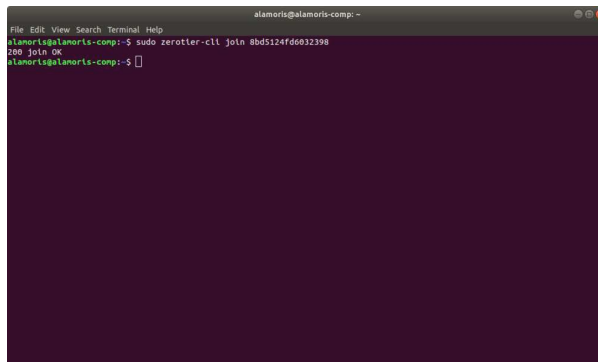 alamoris@alamoris-comp: ~
File Edit View Search Terminal Help
alamoris@alamoris-comp:~$ sudo zerotier-cli join 8bd5124fd6032398
200 join OK
alamoris@alamoris-comp:~$